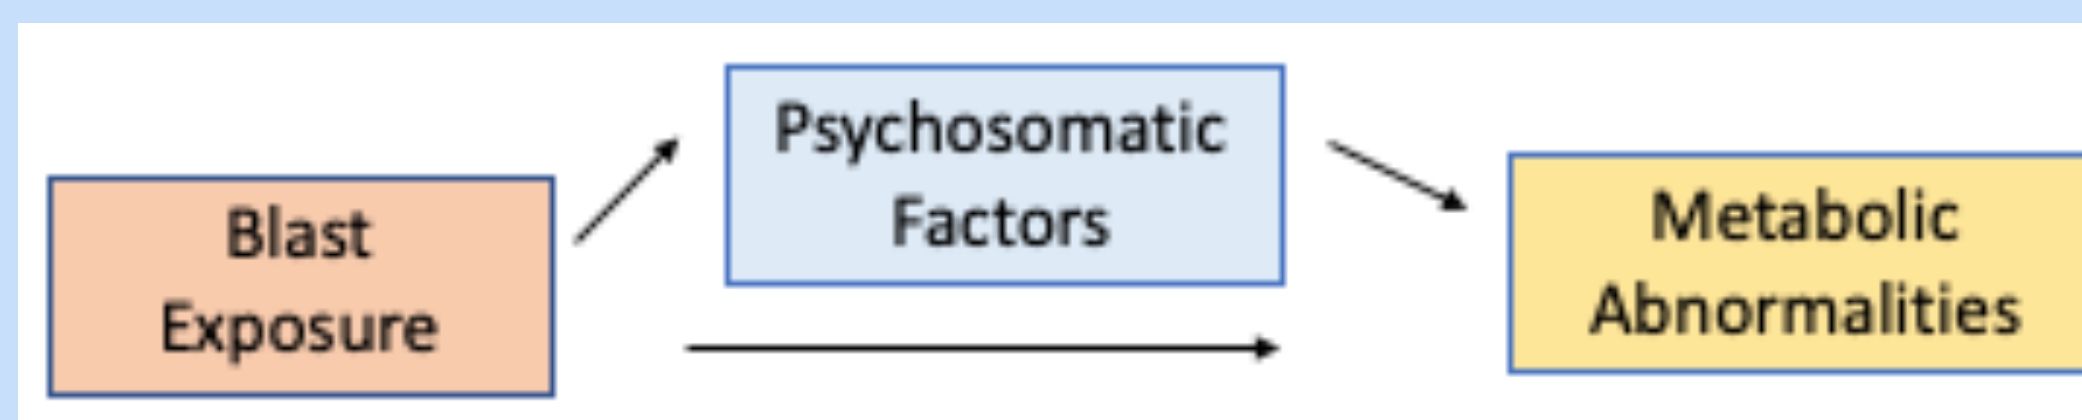 Blast
Exposure
Psychosomatic
Factors
Metabolic
Abnormalities